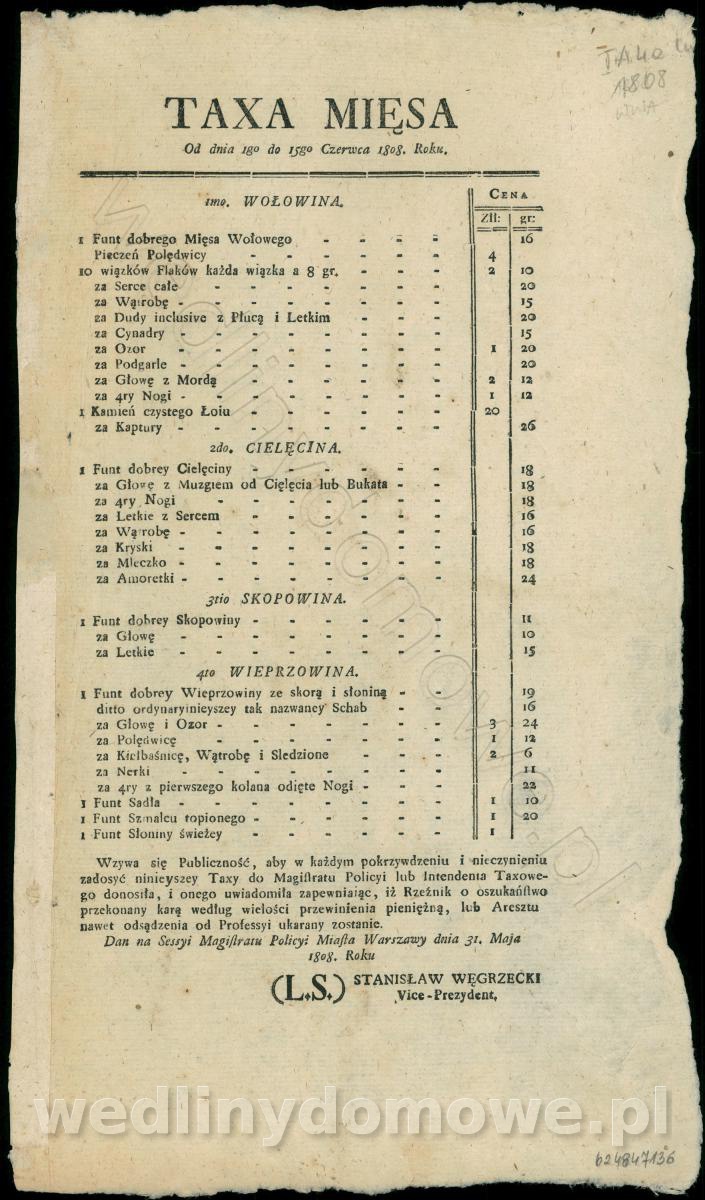 TAXA MIĘSA
Od dnia 1go do 15go Czerwca 1808. Roku.
CENA
Zll: gr:
1mo. WOŁOWINA.
1 Funt dobrego Mięsa Wołowego - - - - 16
Pieczeń Polędwicy - - - - - - 4
10 wiązków Flaków każda wiązka a 8 gr. - - - 2 10
za Serce całe - - - - - - - 20
za Wątrobę - - - - - - - - 15
za Dudy inclusive z Płucą i Letkim - - - - 20
za Cynadry - - - - - - - - 15
za Ozor - - - - - - - - 1 20
za Podgarle - - - - - - - - 20
za Głowę z Mordą - - - - - - 2 12
za 4ry Nogi - - - - - - - - 1 12
1 Kamień czystego Łoiu - - - - - - 20
za Kaptury - - - - - - - - 26
2do. CIELĘCINA.
1 Funt dobrey Cielęciny - - - - - - 18
za Głowę z Muzgiem od Cięlęcia lub Bukata - - 18
za 4ry Nogi - - - - - - - 18
za Letkie z Sercem - - - - - - 16
za Wątrobę - - - - - - - - 16
za Kryski - - - - - - - - 18
za Mleczko - - - - - - - - 18
za Amoretki - - - - - - - - 24
3tio SKOPOWINA.
1 Funt dobrey Skopowiny - - - - - - 11
za Głowę - - - - - - - - 10
za Letkie - - - - - - - - 15
4to WIEPRZOWINA.
1 Funt dobrey Wieprzowiny ze skorą i słoniną - - 19
ditto ordynaryinieyszey tak nazwaney Schab - - 16
za Głowę i Ozor - - - - - - - 3 24
za Polędwicę - - - - - - - 1 12
za Kiełbaśnicę, Wątrobę i Sledzionę - - - 2 6
za Nerki - - - - - - - - 11
za 4ry z pierwszego kolana odięte Nogi - - - 22
1 Funt Sadła - - - - - - - - 1 10
1 Funt Szmalcu topionego - - - - - - 1 20
1 Funt Słoniny świeżey - - - - - - 1
Wzywa się Publiczność, aby w każdym pokrzywdzeniu i nieczynieniu
zadosyć ninieyszey Taxy do Magistratu Policyi lub Intendenta Taxowe-
go donosiła, i onego uwiadomiła zapewniaiąc, iż Rzeźnik o oszukaństwo
przekonany karę według wielości przewinienia pieniężną, lub Aresztu
nawet odsądzenia od Professyi ukarany zostanie.
Dan na Sessyi Magistratu Policyi Miasta Warszawy dnia 31. Maja
1808. Roku
(L.S.) STANISŁAW WĘGRZECKI
Vice-Prezydent.
1808
wedlinydomowe.pl
wedlinydomowe.pl
624847136